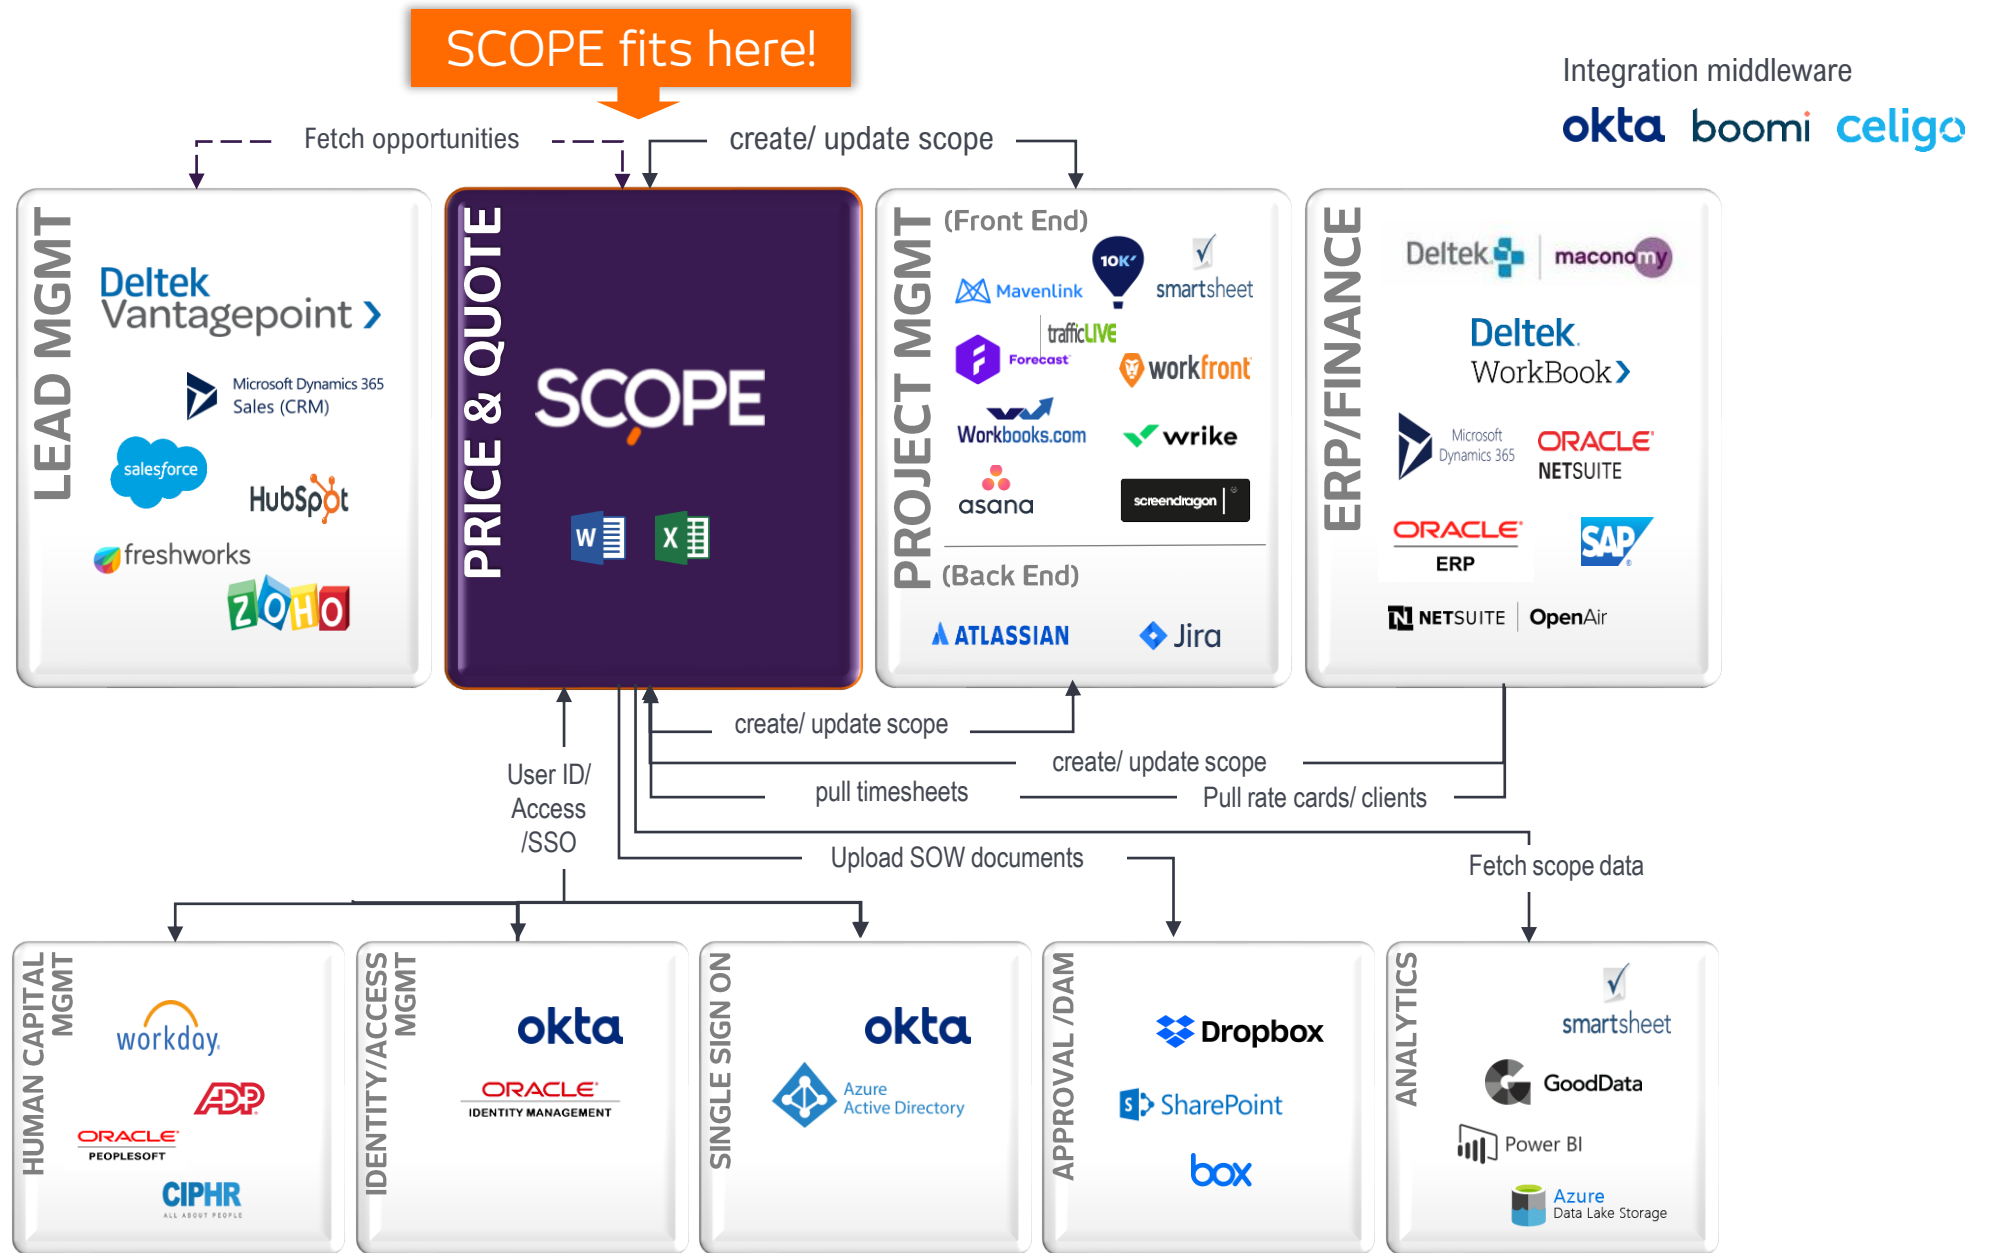 SCOPE fits here!
Integration middleware
okta boomi celigo
Fetch opportunities
create/ update scope
LEAD MGMT
Deltek
Vantagepoint
Microsoft Dynamics 365
Sales (CRM)
salesforce
HubSpot
freshworks
ZOHO
PRICE & QUOTE
SCOPE
W
X
PROJECT MGMT
(Front End)
10K
Mavenlink
smartsheet
trafficLIVE
Forecast
workfront
Workbooks.com
wrike
asana
screendragon
(Back End)
ATLASSIAN
Jira
ERP/FINANCE
Deltek. maconomy
Deltek.
WorkBook
Microsoft
Dynamics 365
ORACLE®
NETSUITE
ORACLE®
ERP
SAP®
N NETSUITE OpenAir
create/ update scope
create/ update scope
pull timesheets
Pull rate cards/ clients
User ID/
Access
/SSO
Upload SOW documents
Fetch scope data
HUMAN CAPITAL
MGMT
workday.
ADP®
ORACLE®
PEOPLESOFT
CIPHR
ALL ABOUT PEOPLE
IDENTITY/ACCESS
MGMT
okta
ORACLE®
IDENTITY MANAGEMENT
SINGLE SIGN ON
okta
Azure
Active Directory
APPROVAL /DAM
Dropbox
S SharePoint
box
ANALYTICS
smartsheet
GoodData
Power BI
Azure
Data Lake Storage